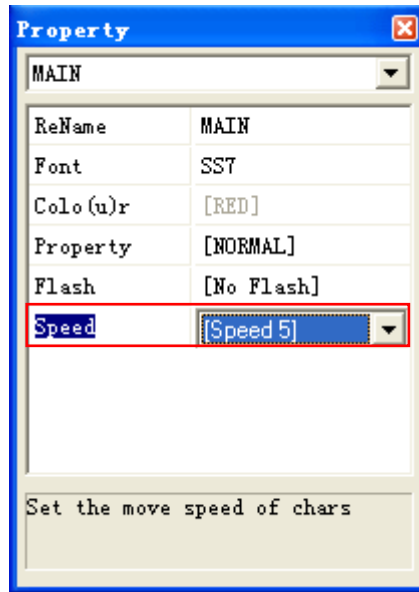 Property
MAIN
ReName MAIN
Font SS7
Colo(u)r [RED]
Property [NORMAL]
Flash [No Flash]
Speed [Speed 5]
Set the move speed of chars